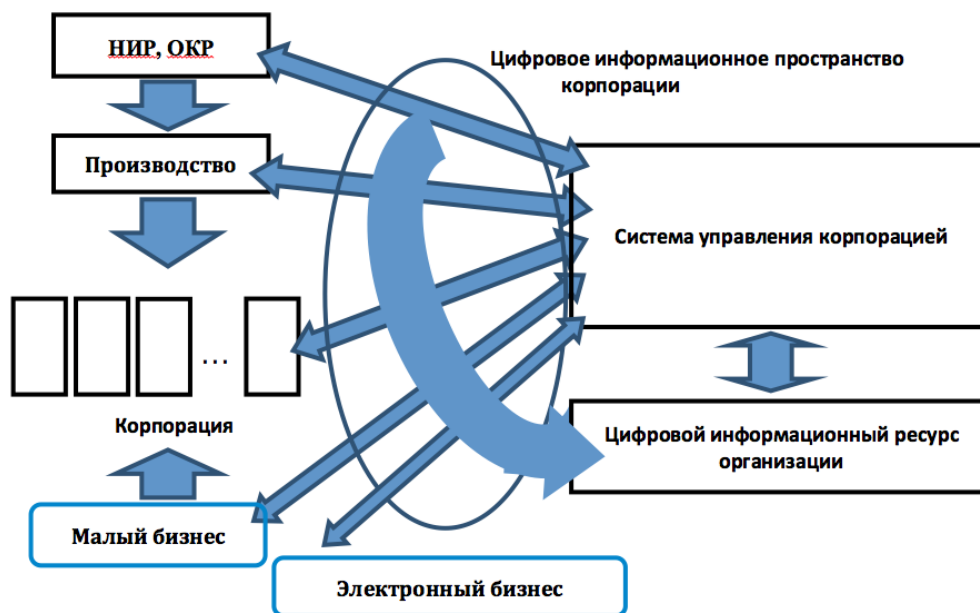 НИР, ОКР
Цифровое информационное пространство
корпорации
Производство
Система управления корпорацией
...
Корпорация
Цифровой информационный ресурс
организации
Малый бизнес
Электронный бизнес